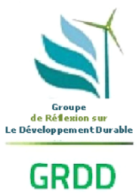 Groupe
de Réflexion sur
Le Développement Durable
GRDD